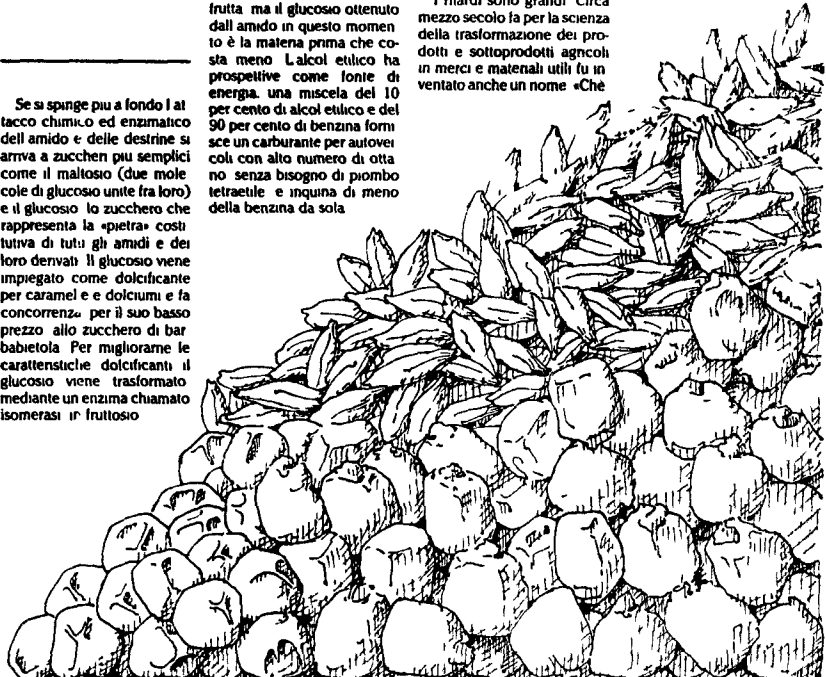 Se si spinge piu a fondo l at
tacco chimico ed enzimatico
dell amido e delle destrine si
arriva a zuccheri piu semplici
come il maltosio (due mole
cole di glucosio unite fra loro)
e il glucosio lo zucchero che
rappresenta la «pietra» costi
tutiva di tutti gli amidi e dei
loro derivati Il glucosio viene
impiegato come dolcificante
per caramel e e dolciumi e fa
concorrenza per il suo basso
prezzo allo zucchero di bar
babietola Per migliorarne le
caratteristiche dolcificanti il
glucosio viene trasformato
mediante un enzima chiamato
isomerasi in fruttosio
frutta ma il glucosio ottenuto
dall amido in questo momen
to è la materia prima che co-
sta meno L alcol etilico ha
prospettive come fonte di
energia. una miscela del 10
per cento di alcol etilico e del
90 per cento di benzina forni
sce un carburante per autovei
coli con alto numero di otta
no senza bisogno di piombo
tetraetile e inquina di meno
della benzina da sola
I ritardi sono grandi Circa
mezzo secolo fa per la scienza
della trasformazione dei pro-
dotti e sottoprodotti agricoli
in merci e materiali utili fu in
ventato anche un nome «Che